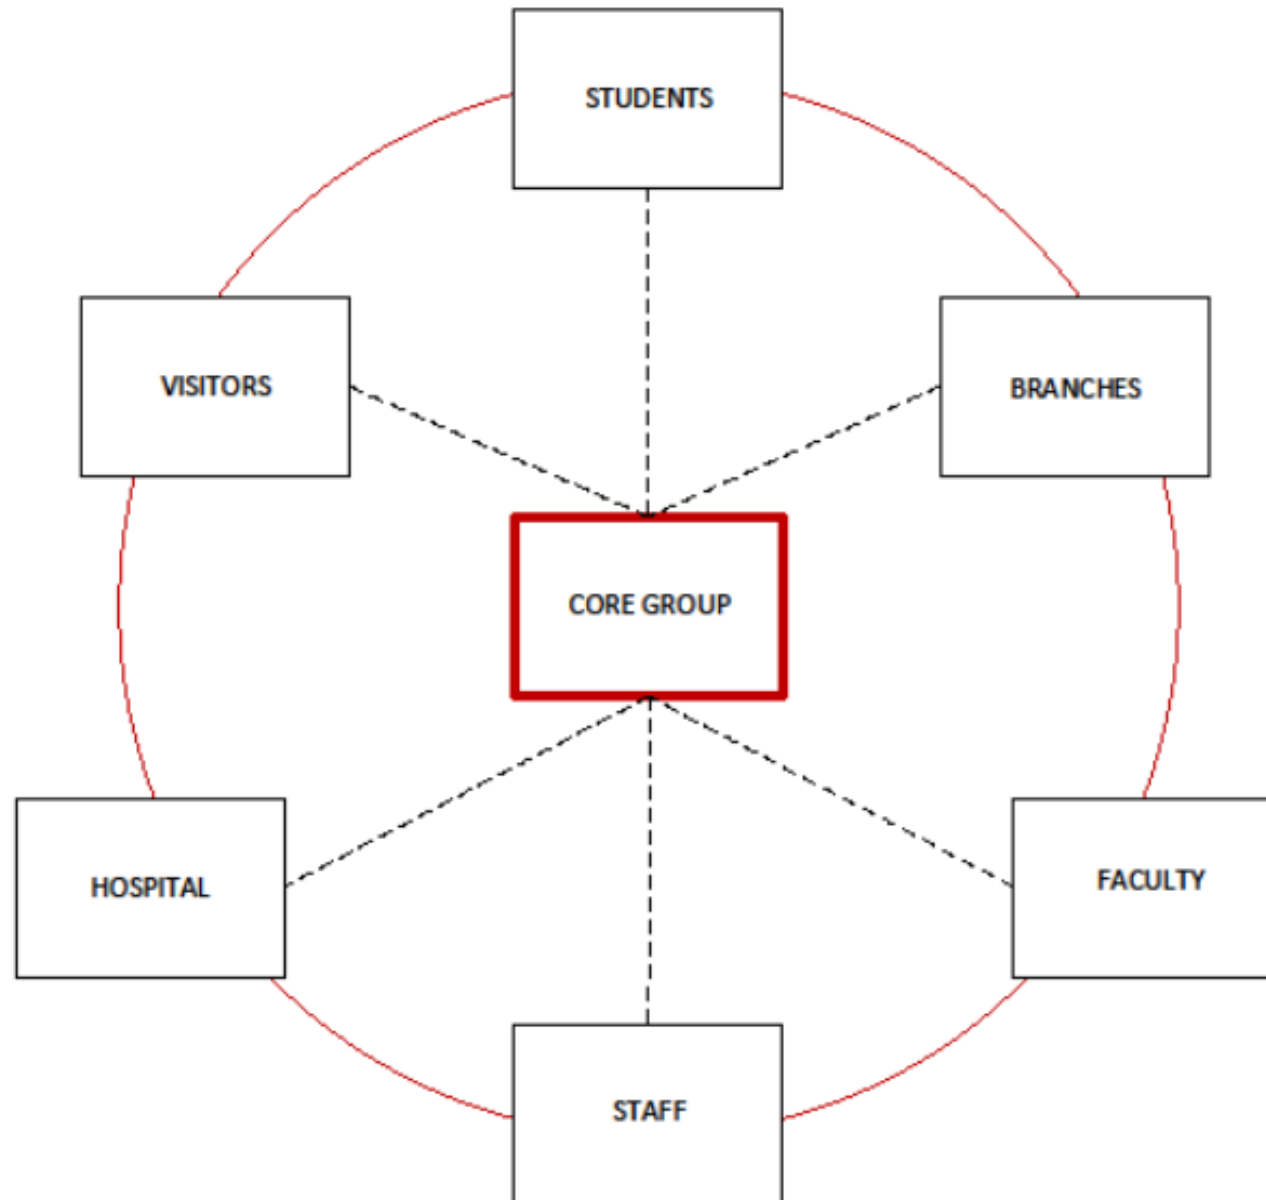 STUDENTS
VISITORS
BRANCHES
CORE GROUP
HOSPITAL
FACULTY
STAFF